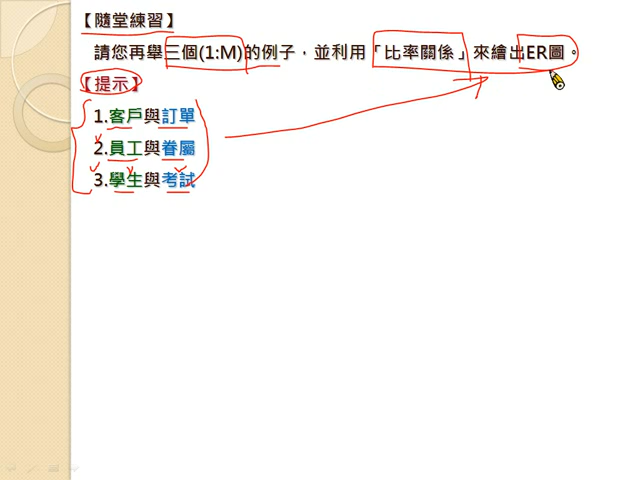 【隨堂練習】
請您再舉三個(1:M)的例子，並利用「比率關係」來繪出ER圖。
【提示】
1.客戶與訂單
2.員工與眷屬
3.學生與考試